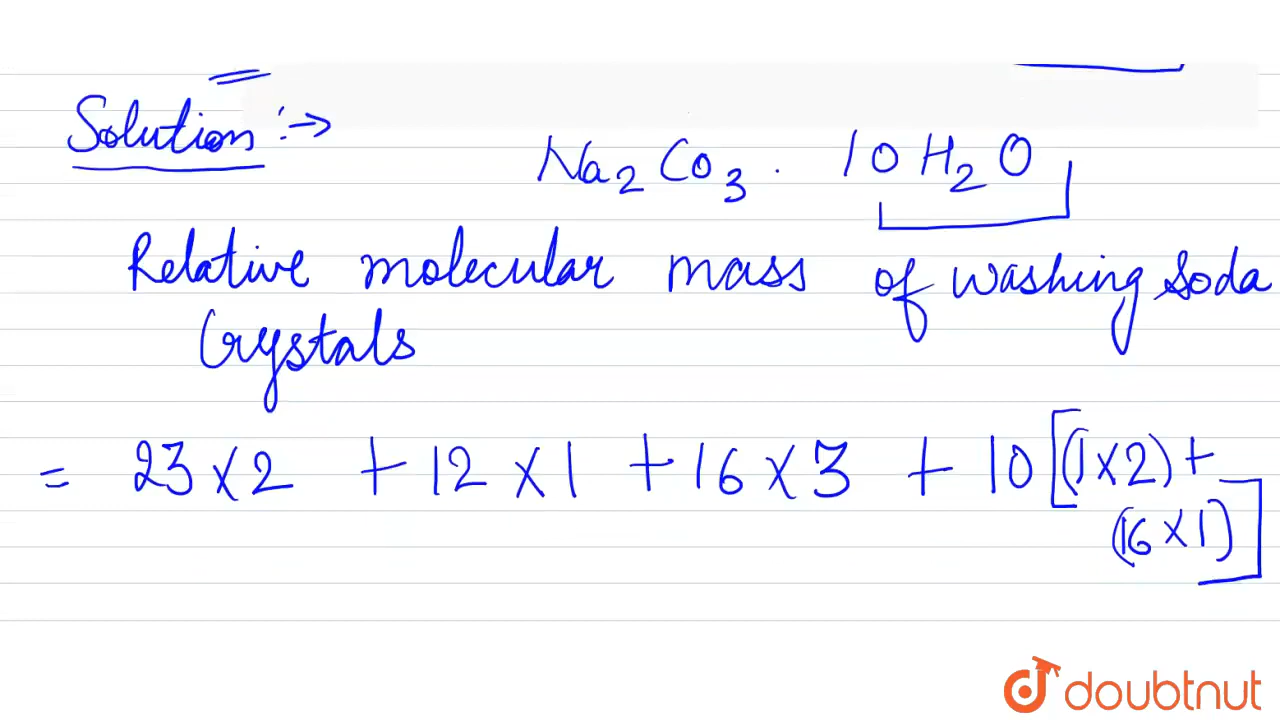 Solution :→
Na2CO3 . 10 H2O
Relative molecular mass of washing soda
Crystals
= 23 × 2 + 12 × 1 + 16 × 3 + 10 [(1 × 2) +
(16 × 1)]
doubtnut